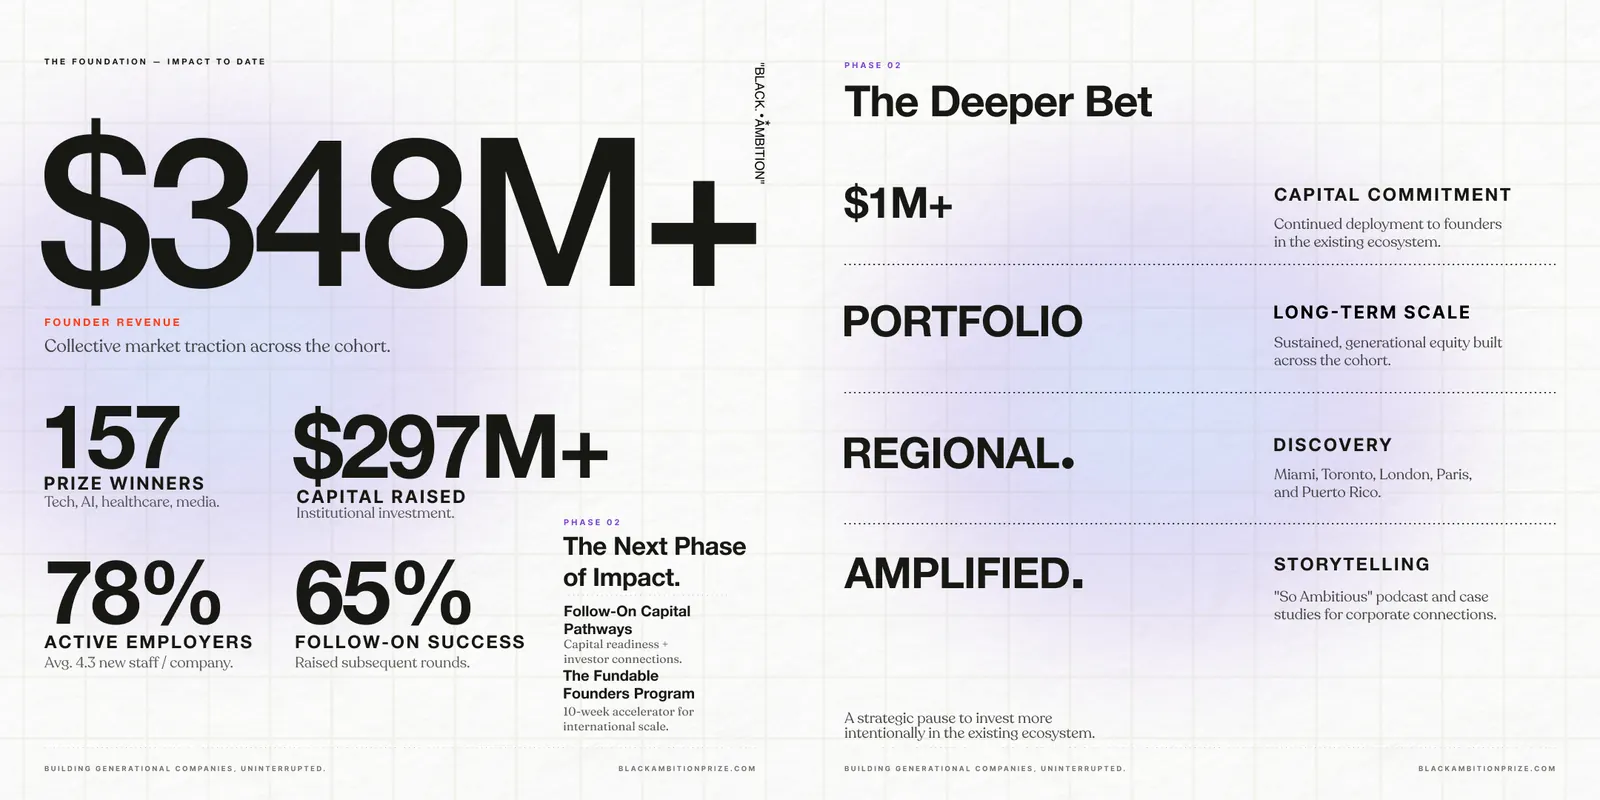 THE FOUNDATION — IMPACT TO DATE
"BLACK. • ÅMBITION"
$348M+
FOUNDER REVENUE
Collective market traction across the cohort.
157
PRIZE WINNERS
Tech, AI, healthcare, media.
$297M+
CAPITAL RAISED
Institutional investment.
78%
ACTIVE EMPLOYERS
Avg. 4.3 new staff / company.
65%
FOLLOW-ON SUCCESS
Raised subsequent rounds.
PHASE 02
The Next Phase
of Impact.
Follow-On Capital
Pathways
Capital readiness +
investor connections.
The Fundable
Founders Program
10-week accelerator for
international scale.
BUILDING GENERATIONAL COMPANIES, UNINTERRUPTED.
BLACKAMBITIONPRIZE.COM
PHASE 02
The Deeper Bet
$1M+
CAPITAL COMMITMENT
Continued deployment to founders
in the existing ecosystem.
PORTFOLIO
LONG-TERM SCALE
Sustained, generational equity built
across the cohort.
REGIONAL.
DISCOVERY
Miami, Toronto, London, Paris,
and Puerto Rico.
AMPLIFIED.
STORYTELLING
"So Ambitious" podcast and case
studies for corporate connections.
A strategic pause to invest more
intentionally in the existing ecosystem.
BUILDING GENERATIONAL COMPANIES, UNINTERRUPTED.
BLACKAMBITIONPRIZE.COM